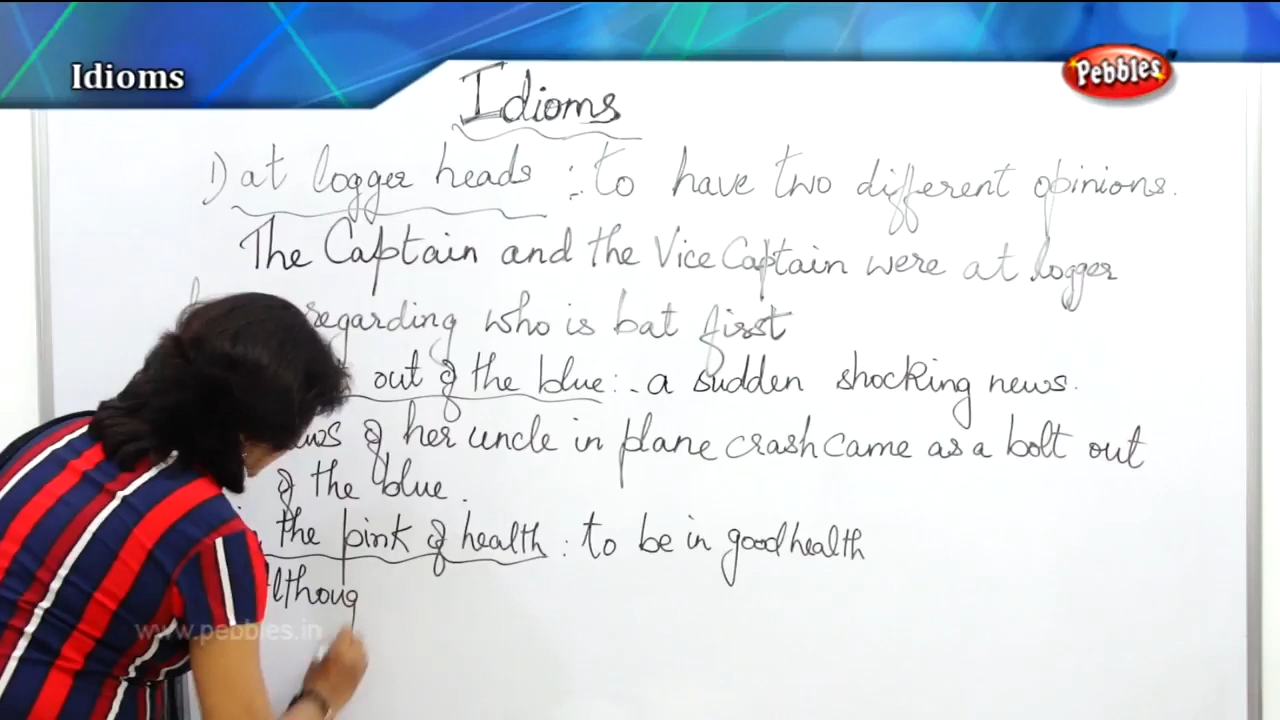 Idioms
Pebbles
Idioms
1) at logger heads : to have two different opinions.
The Captain and the Vice Captain were at logger
regarding who is bat first
out of the blue :- a sudden shocking news.
of her uncle in plane crash came as a bolt out
of the blue.
the pink of health : to be in good health
lthoug
www.pebbles.in